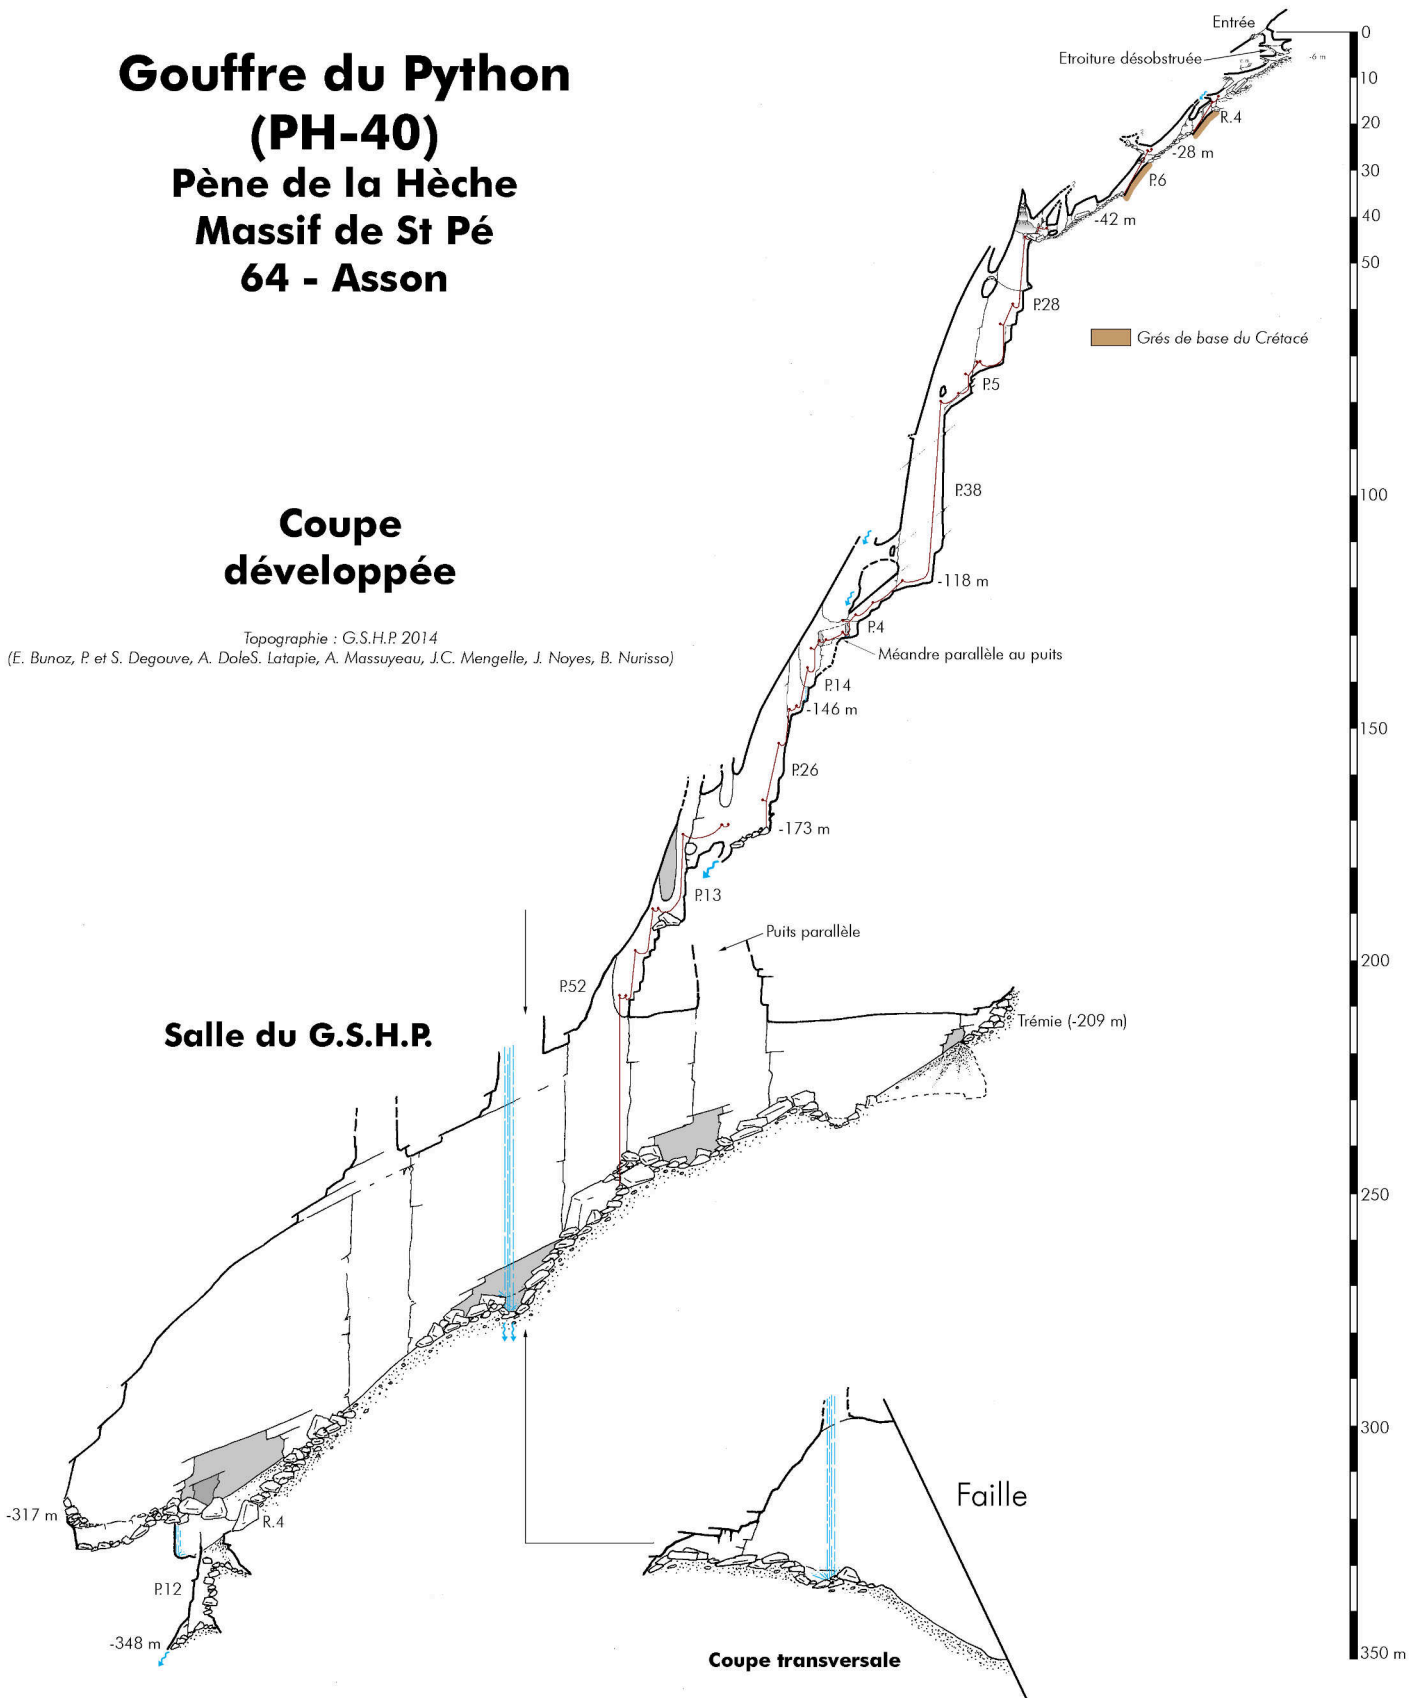 Gouffre du Python
(PH-40)
Pène de la Hèche
Massif de St Pé
64 - Asson
Entrée
Etroiture désobstruée
-6 m
R.4
-28 m
P.6
-42 m
P.28
Grés de base du Crétacé
P.5
P.38
Coupe
développée
-118 m
Topographie : G.S.H.P. 2014
(E. Bunoz, P. et S. Degouve, A. DoleS. Latapie, A. Massuyeau, J.C. Mengelle, J. Noyes, B. Nurisso)
P.4
Méandre parallèle au puits
P.14
-146 m
P.26
-173 m
P.13
Puits parallèle
P.52
Salle du G.S.H.P.
Trémie (-209 m)
-317 m
R.4
P.12
-348 m
Faille
Coupe transversale
0
10
20
30
40
50
100
150
200
250
300
350 m